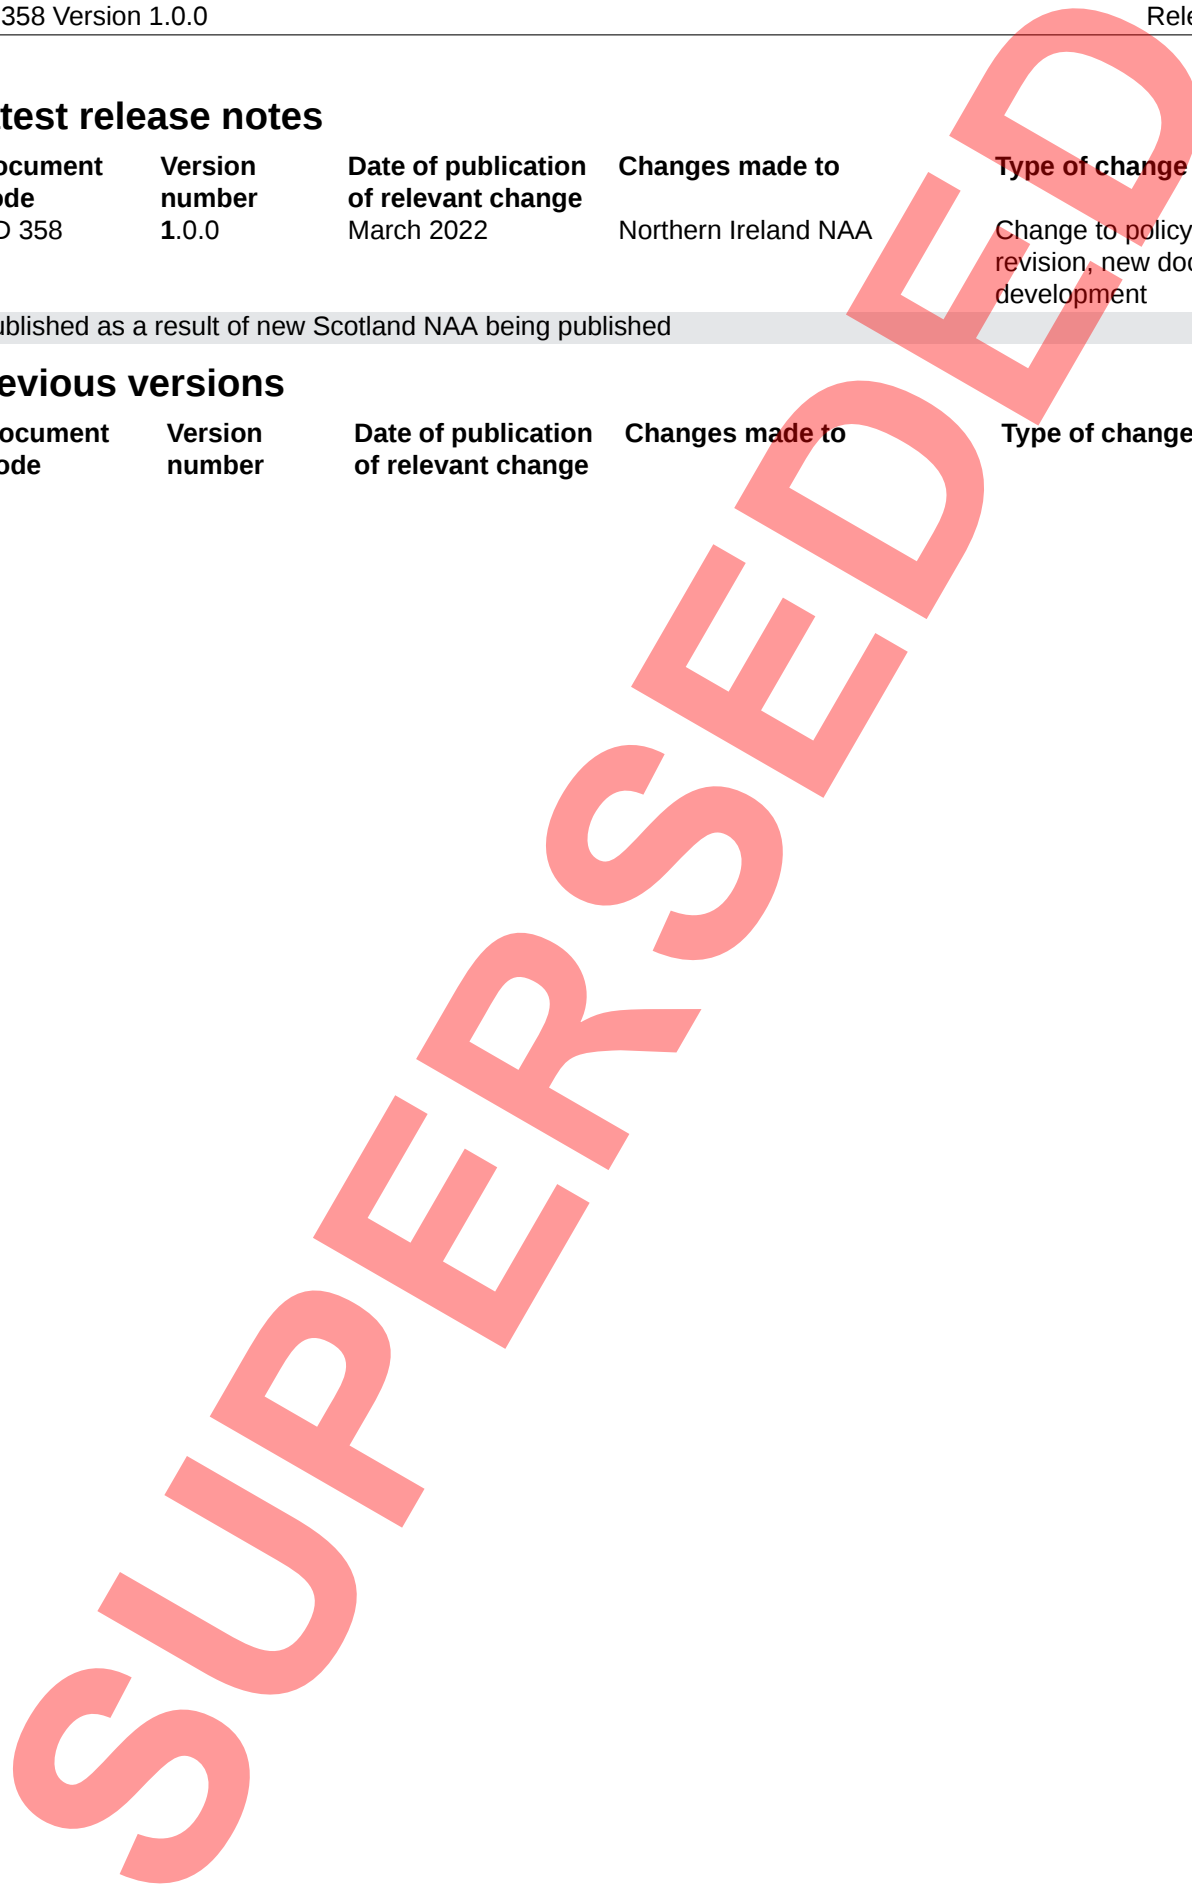 358 Version 1.0.0 Rele
test release notes
ocument Version Date of publication Changes made to Type of change
ode number of relevant change
D 358 1.0.0 March 2022 Northern Ireland NAA Change to policy
revision, new doc
development
ublished as a result of new Scotland NAA being published
evious versions
ocument Version Date of publication Changes made to Type of change
ode number of relevant change
SUPERSEDED